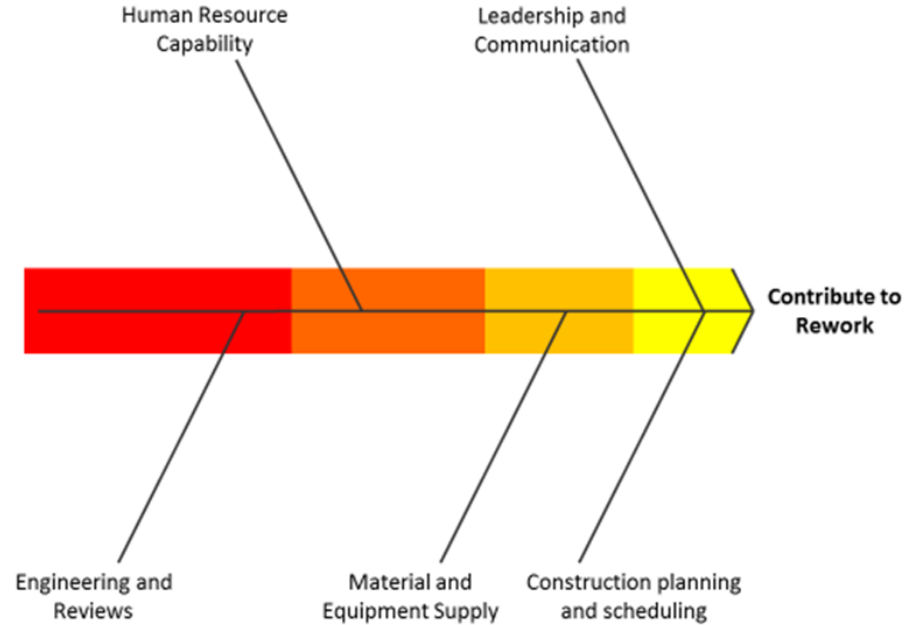 Human Resource
Capability
Leadership and
Communication
Contribute to
Rework
Engineering and
Reviews
Material and
Equipment Supply
Construction planning
and scheduling